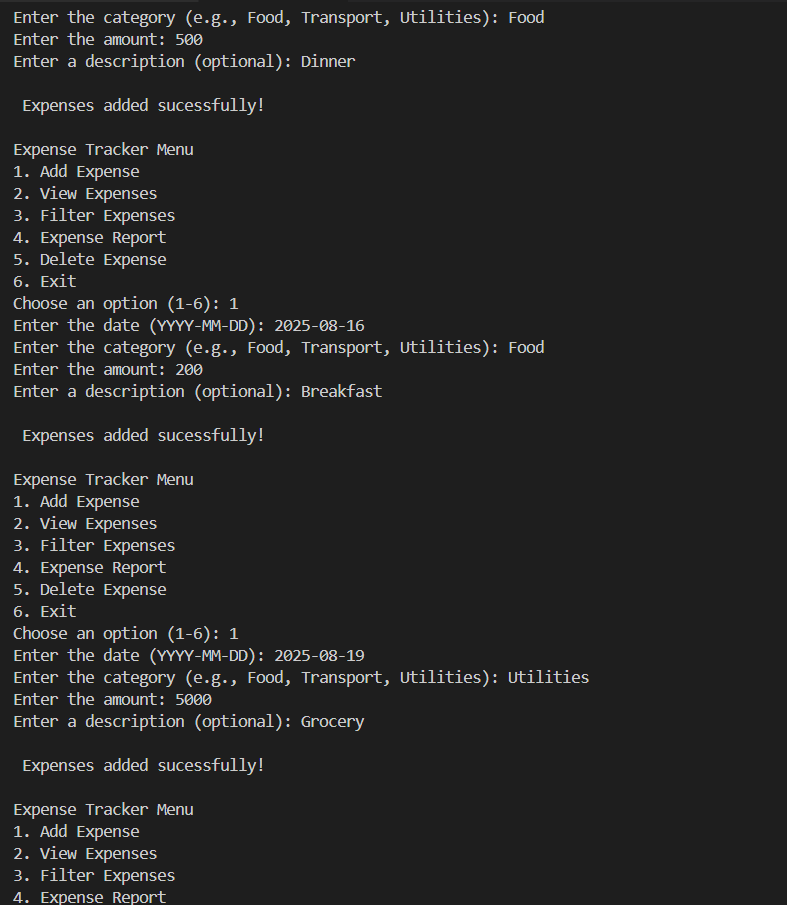 Enter the category (e.g., Food, Transport, Utilities): Food
Enter the amount: 500
Enter a description (optional): Dinner
Expenses added sucessfully!
Expense Tracker Menu
1. Add Expense
2. View Expenses
3. Filter Expenses
4. Expense Report
5. Delete Expense
6. Exit
Choose an option (1-6): 1
Enter the date (YYYY-MM-DD): 2025-08-16
Enter the category (e.g., Food, Transport, Utilities): Food
Enter the amount: 200
Enter a description (optional): Breakfast
Expenses added sucessfully!
Expense Tracker Menu
1. Add Expense
2. View Expenses
3. Filter Expenses
4. Expense Report
5. Delete Expense
6. Exit
Choose an option (1-6): 1
Enter the date (YYYY-MM-DD): 2025-08-19
Enter the category (e.g., Food, Transport, Utilities): Utilities
Enter the amount: 5000
Enter a description (optional): Grocery
Expenses added sucessfully!
Expense Tracker Menu
1. Add Expense
2. View Expenses
3. Filter Expenses
4. Expense Report